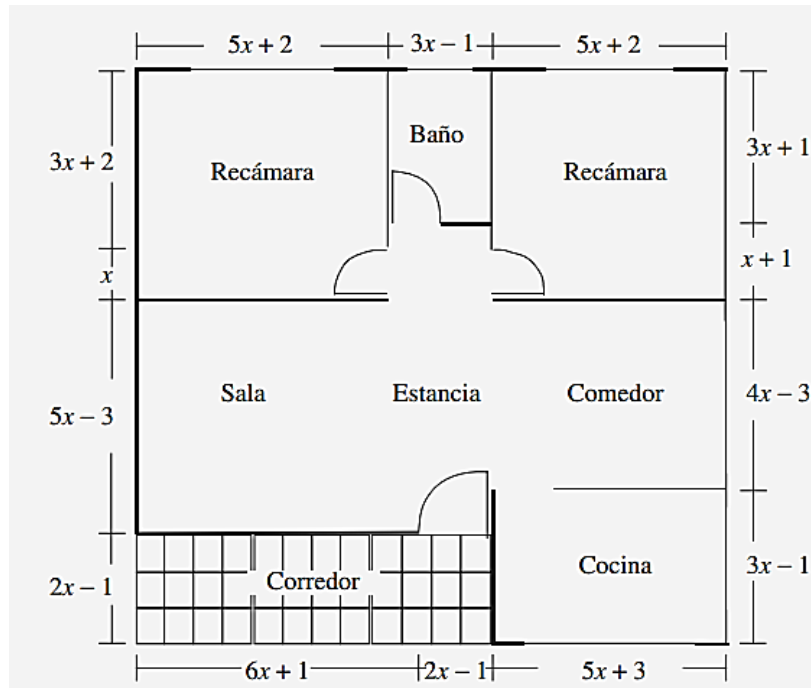 5x + 2
3x − 1
5x + 2
Baño
3x + 2
Recámara
Recámara
3x + 1
x
x + 1
Sala
Estancia
Comedor
5x − 3
4x − 3
Corredor
Cocina
2x − 1
3x − 1
6x + 1
2x − 1
5x + 3